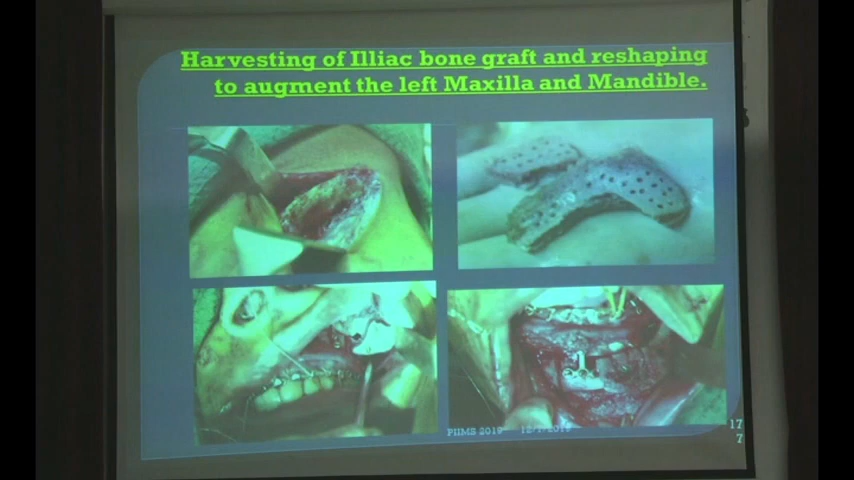 Harvesting of Illiac bone graft and reshaping
to augment the left Maxilla and Mandible.
PIIMS 2019
17
7